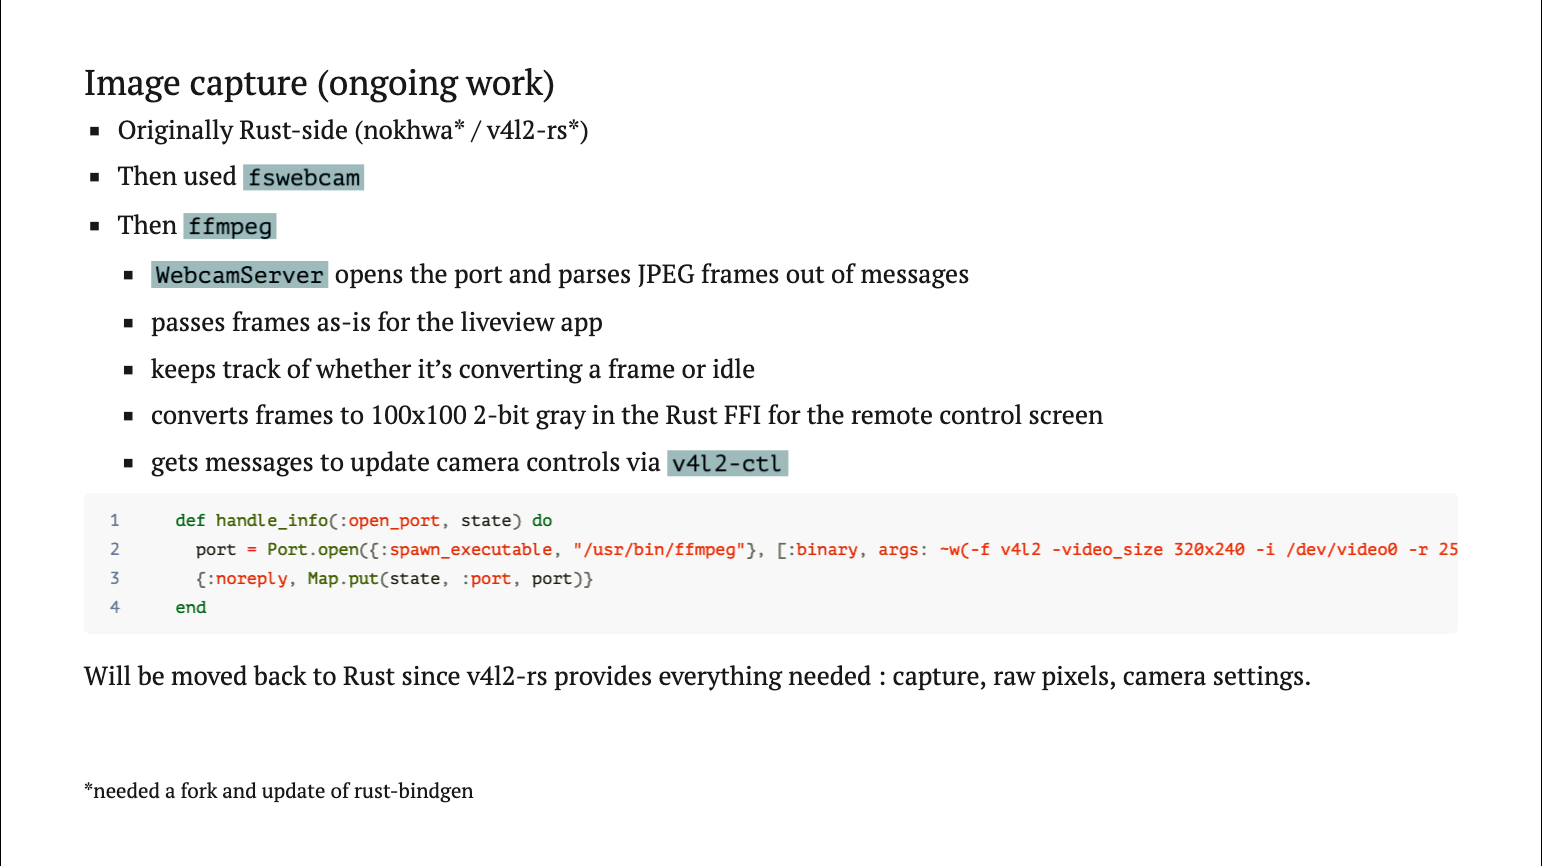 Image capture (ongoing work)
▪ Originally Rust-side (nokhwa* / v4l2-rs*)
▪ Then used fswebcam
▪ Then ffmpeg
▪ WebcamServer opens the port and parses JPEG frames out of messages
▪ passes frames as-is for the liveview app
▪ keeps track of whether it’s converting a frame or idle
▪ converts frames to 100x100 2-bit gray in the Rust FFI for the remote control screen
▪ gets messages to update camera controls via v4l2-ctl
1 def handle_info(:open_port, state) do
2 port = Port.open({:spawn_executable, "/usr/bin/ffmpeg"}, [:binary, args: ~w(-f v4l2 -video_size 320x240 -i /dev/video0 -r 25
3 {:noreply, Map.put(state, :port, port)}
4 end
Will be moved back to Rust since v4l2-rs provides everything needed : capture, raw pixels, camera settings.
*needed a fork and update of rust-bindgen